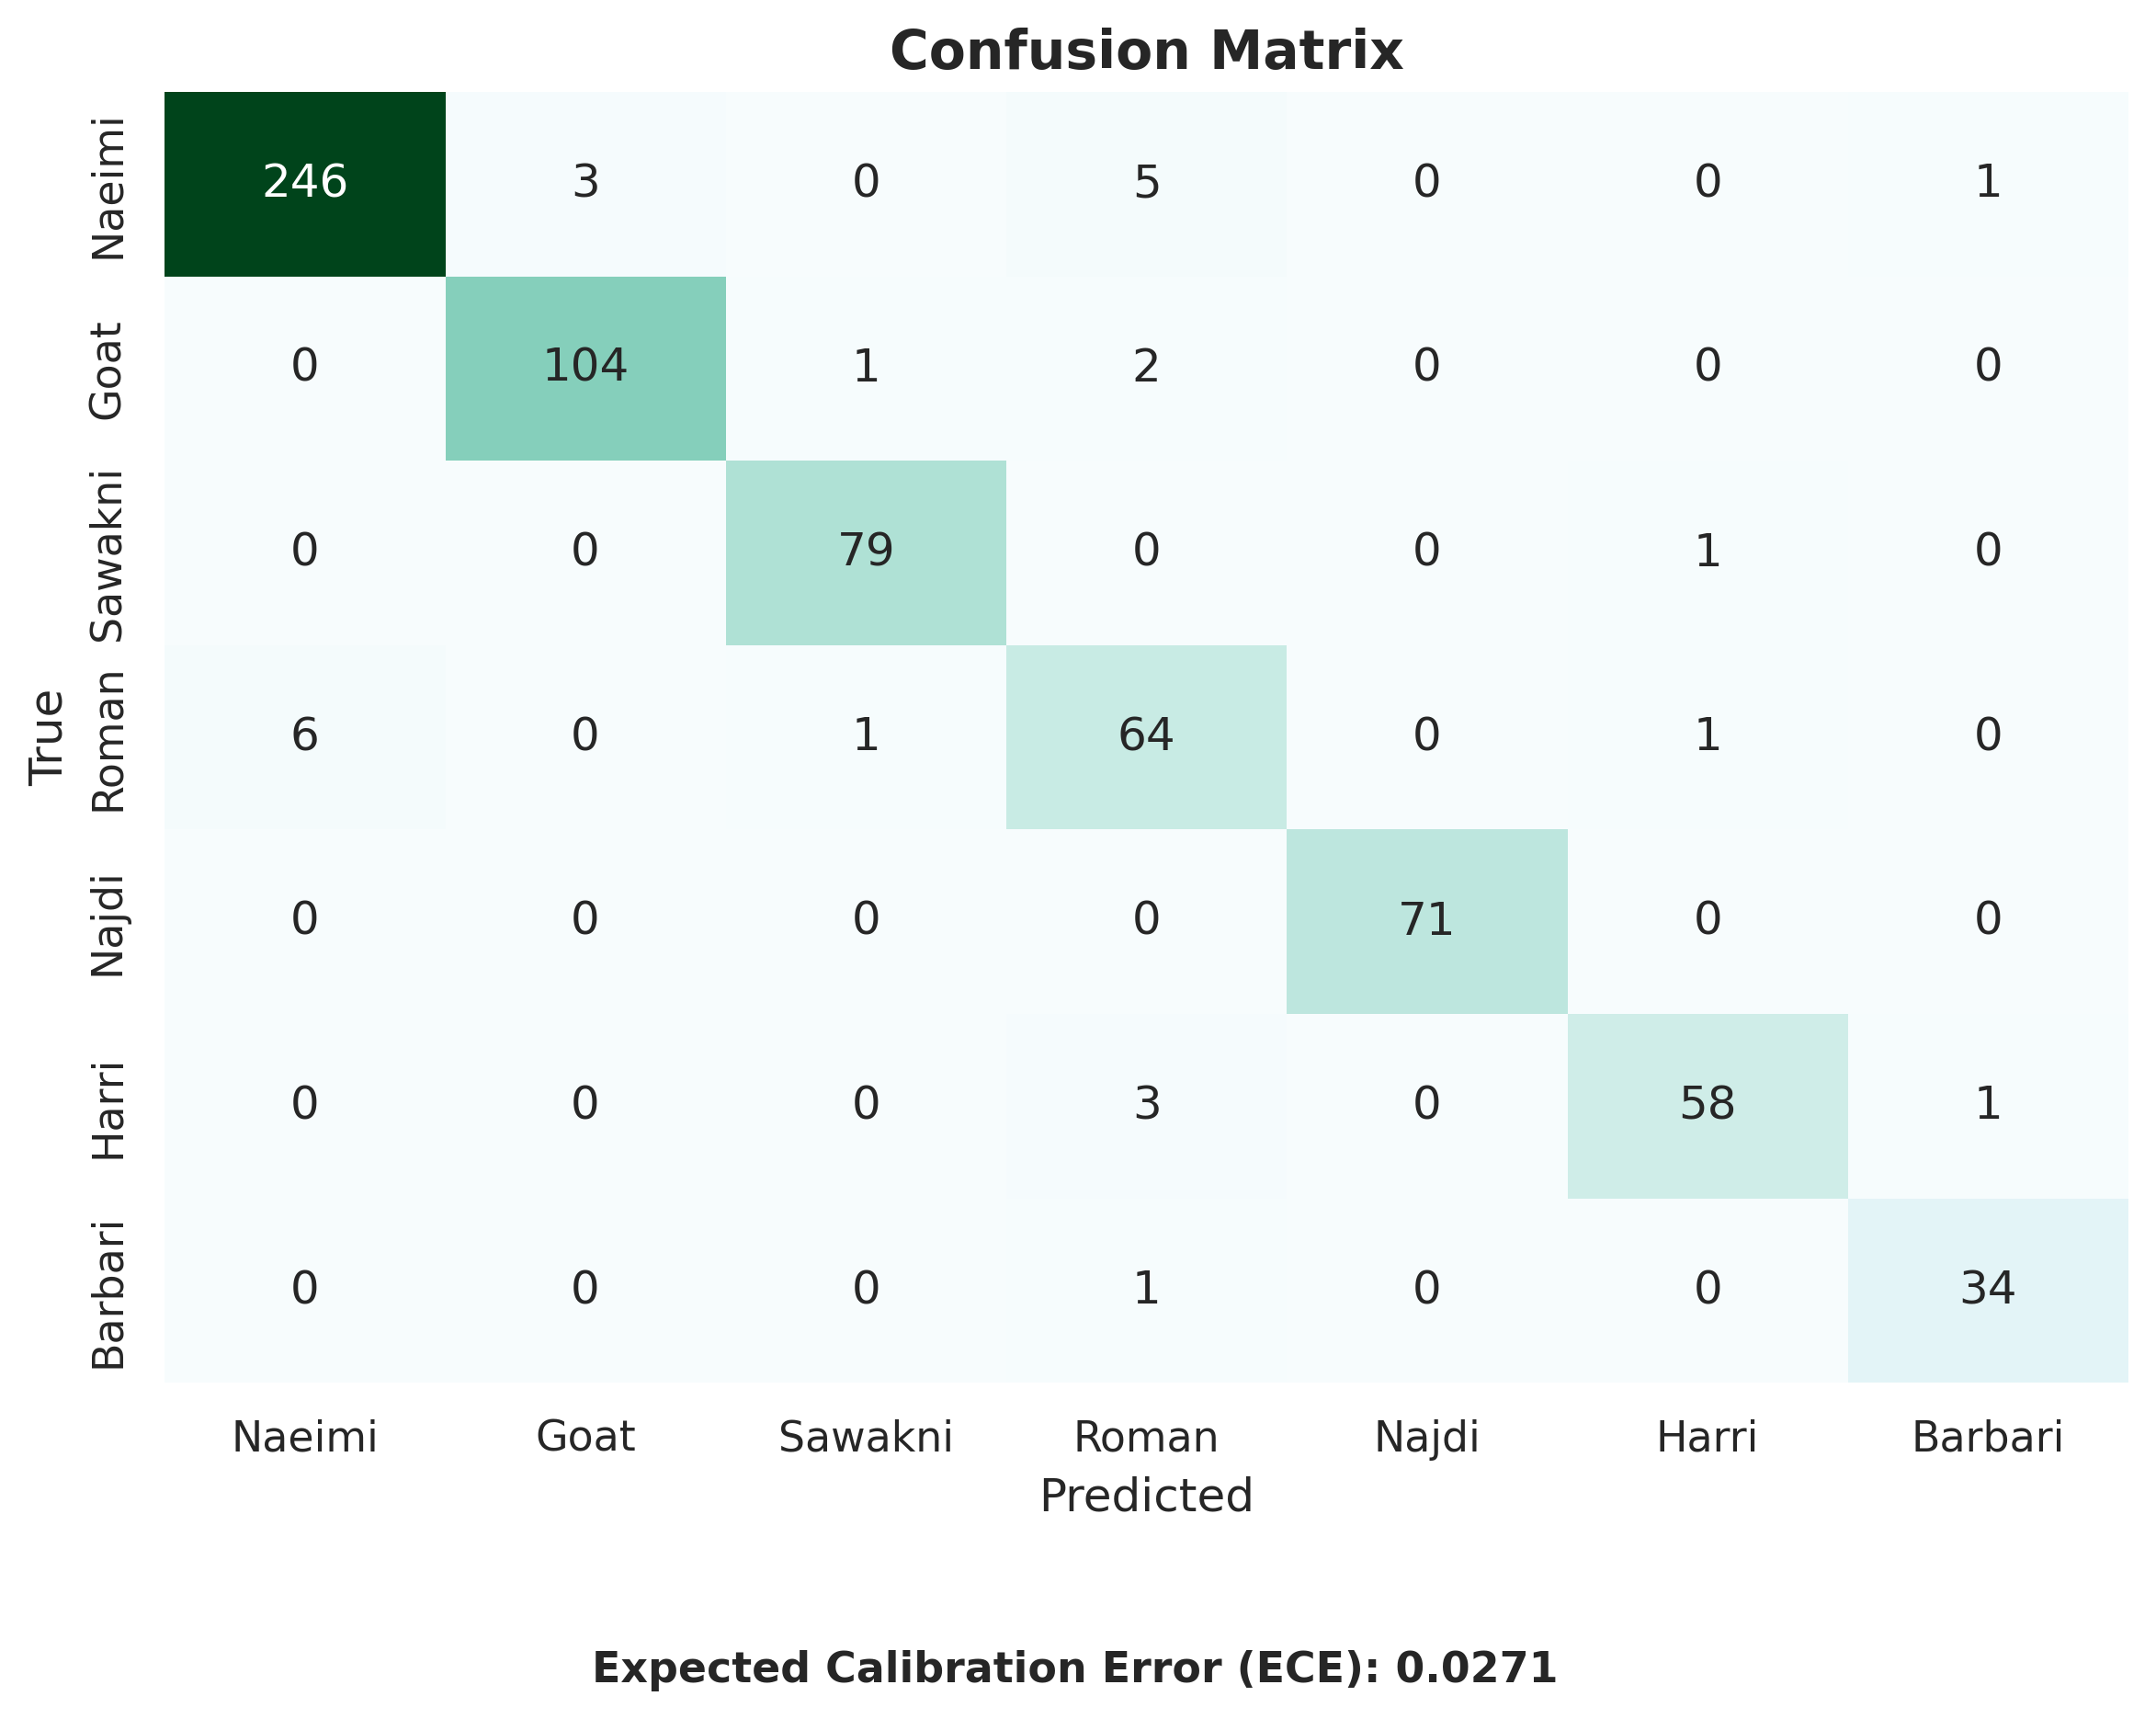 Confusion Matrix
True
Naeimi 246 3 0 5 0 0 1
Goat 0 104 1 2 0 0 0
Sawakni 0 0 79 0 0 1 0
Roman 6 0 1 64 0 1 0
Najdi 0 0 0 0 71 0 0
Harri 0 0 0 3 0 58 1
Barbari 0 0 0 1 0 0 34
Naeimi Goat Sawakni Roman Najdi Harri Barbari
Predicted
Expected Calibration Error (ECE): 0.0271